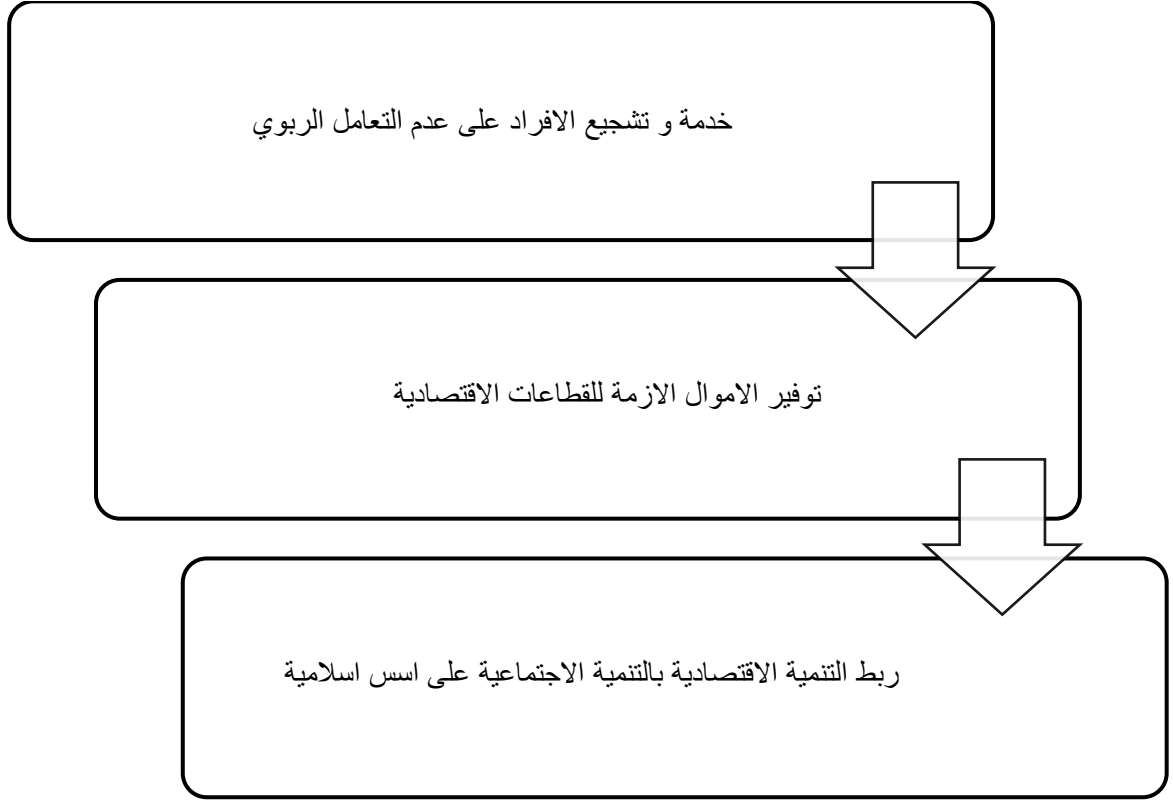 خدمة و تشجيع الافراد على عدم التعامل الربوي
توفير الاموال الازمة للقطاعات الاقتصادية
ربط التنمية الاقتصادية بالتنمية الاجتماعية على اسس اسلامية